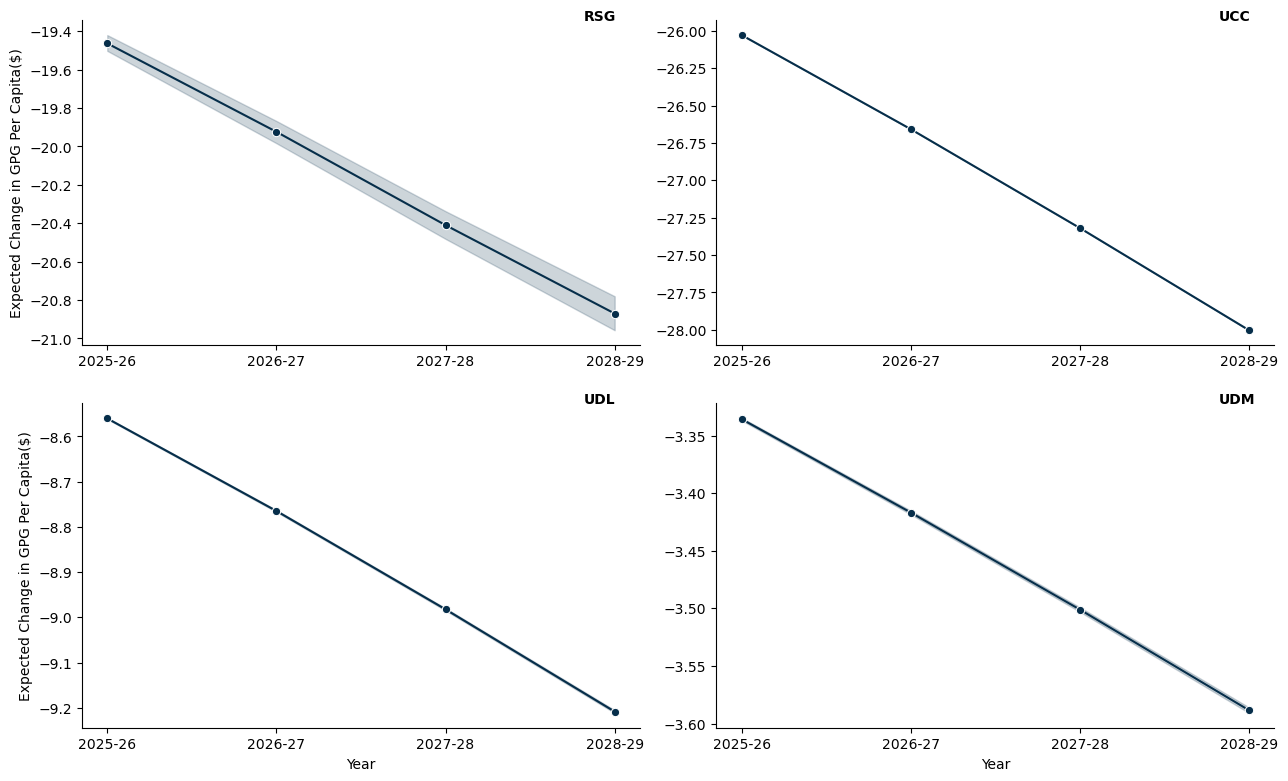 RSG
Expected Change in GPG Per Capita($)
−19.4
−19.6
−19.8
−20.0
−20.2
−20.4
−20.6
−20.8
−21.0
2025-26 2026-27 2027-28 2028-29
UCC
−26.00
−26.25
−26.50
−26.75
−27.00
−27.25
−27.50
−27.75
−28.00
2025-26 2026-27 2027-28 2028-29
UDL
Expected Change in GPG Per Capita($)
−8.6
−8.7
−8.8
−8.9
−9.0
−9.1
−9.2
2025-26 2026-27 2027-28 2028-29
Year
UDM
−3.35
−3.40
−3.45
−3.50
−3.55
−3.60
2025-26 2026-27 2027-28 2028-29
Year